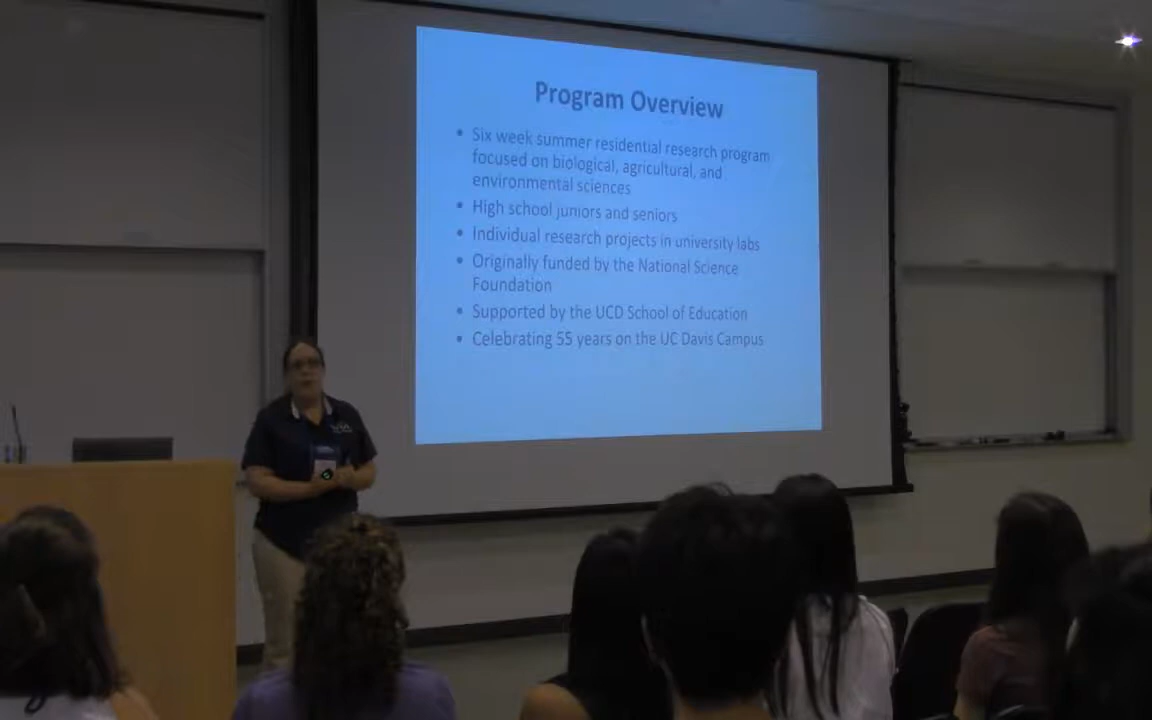 Program Overview
• Six week summer residential research program
focused on biological, agricultural, and
environmental sciences
• High school juniors and seniors
• Individual research projects in university labs
• Originally funded by the National Science
Foundation
• Supported by the UCD School of Education
• Celebrating 55 years on the UC Davis Campus